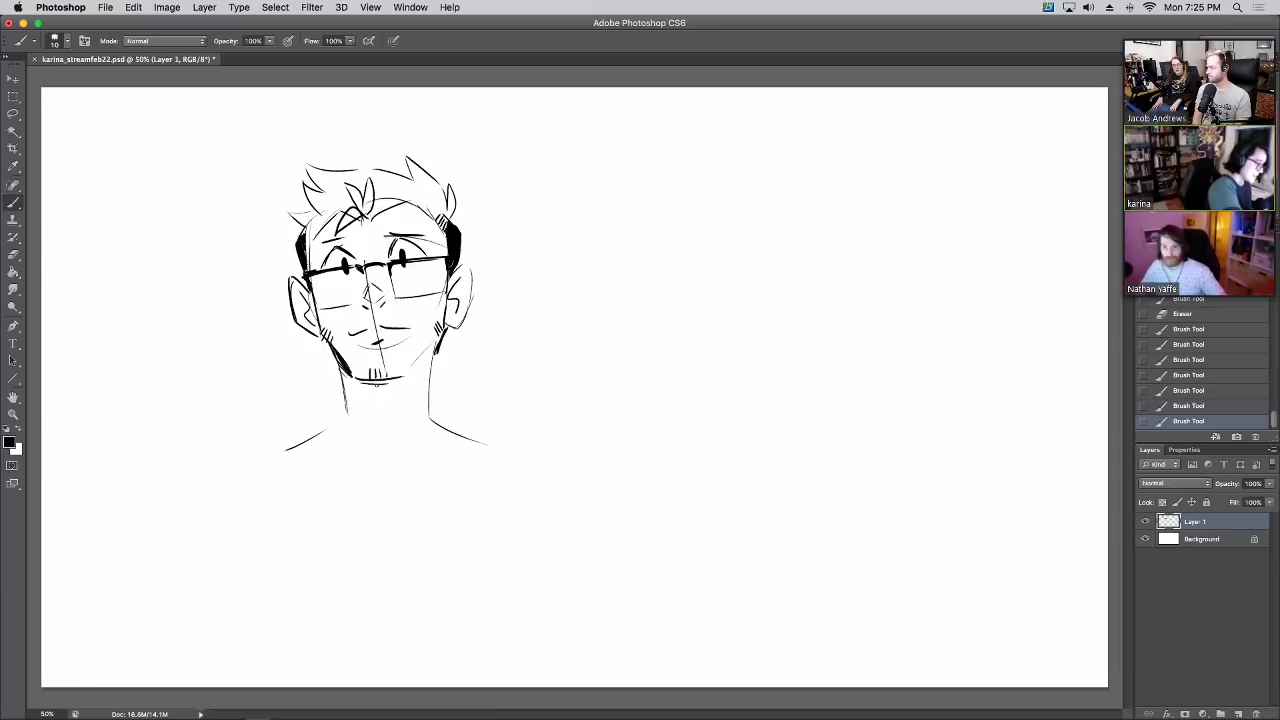 Photoshop File Edit Image Layer Type Select Filter 3D View Window Help Mon 7:25 PM
Adobe Photoshop CS6
10 Mode: Normal Opacity: 100% Flow: 100%
karina_streamfeb22.psd @ 50% (Layer 1, RGB/8*) *
Jacob Andrews
karina
Nathan Yaffe
Brush Tool
Eraser
Brush Tool
Brush Tool
Brush Tool
Brush Tool
Brush Tool
Brush Tool
Brush Tool
Layers Properties
Kind
Normal Opacity: 100%
Lock: Fill: 100%
Layer 1
Background
50% Doc: 16.5M/14.1M